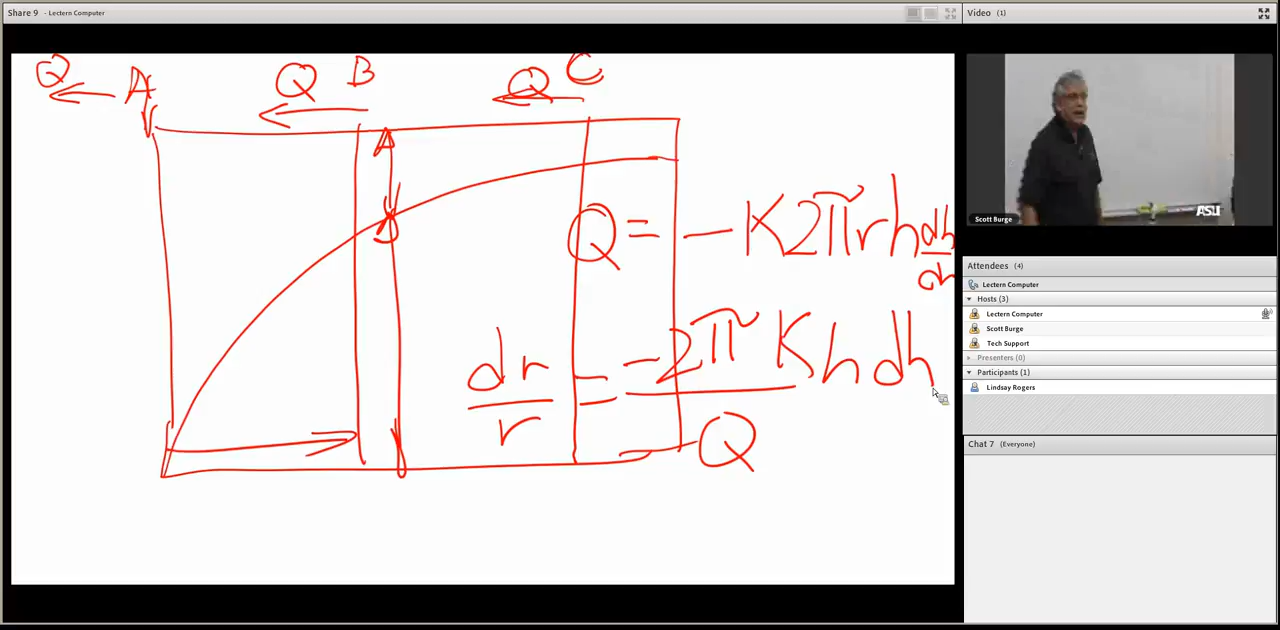 Share 9 - Lectern Computer
Video (1)
Q A Q B Q C
Q = -K2πrh dh/dr
dr/r = -2πKhdh/Q
Scott Burge
ASU
Attendees (4)
Lectern Computer
Hosts (3)
Lectern Computer
Scott Burge
Tech Support
Presenters (0)
Participants (1)
Lindsay Rogers
Chat 7 (Everyone)